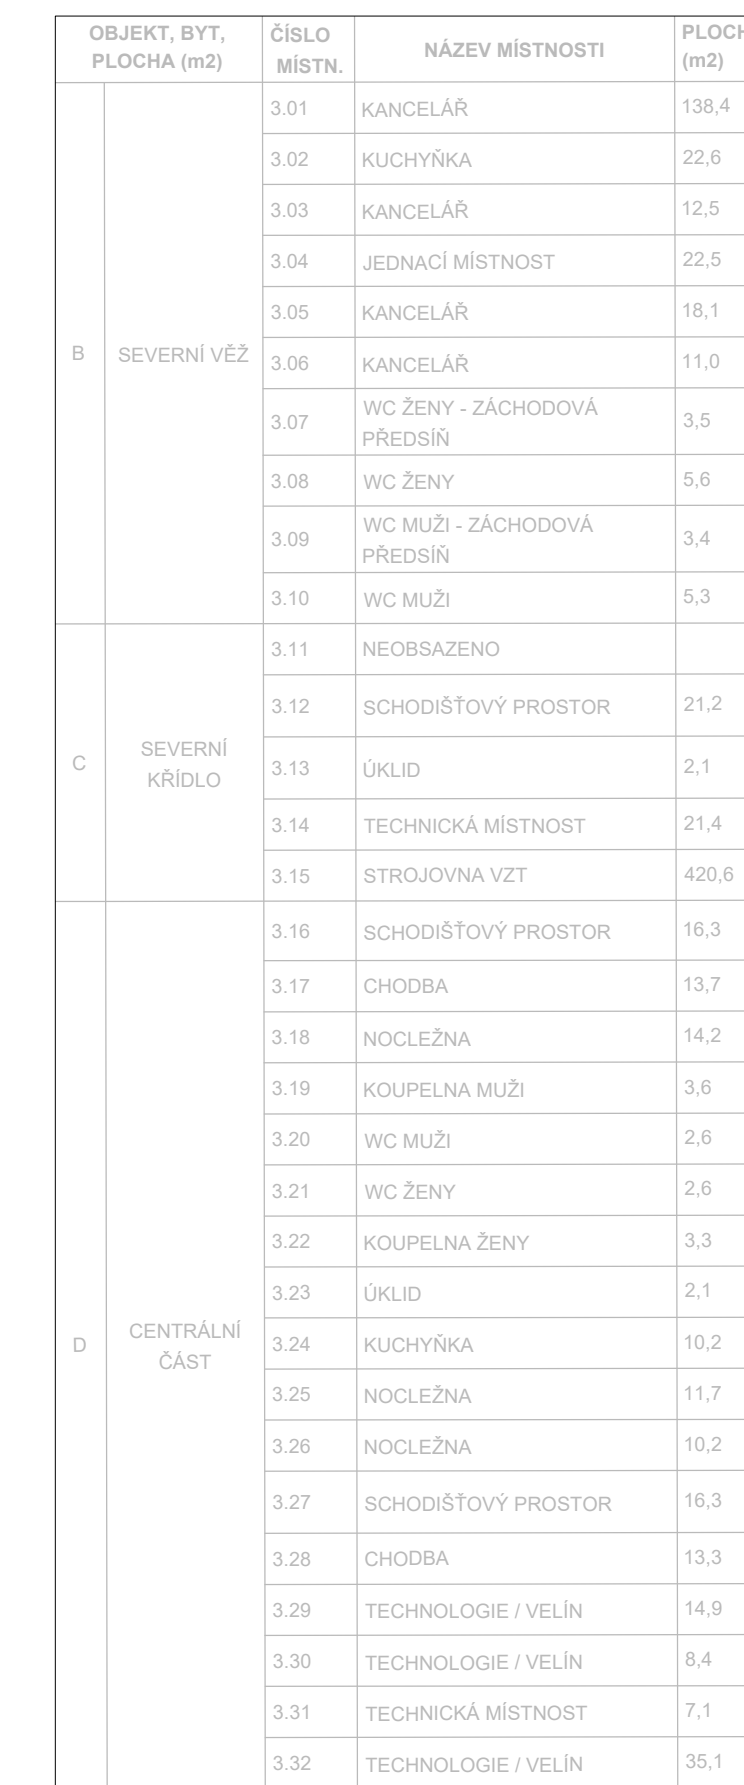 OBJEKT, BYT, PLOCHA (m2) ČÍSLO MÍSTN. NÁZEV MÍSTNOSTI (m2)
3.01 KANCELÁŘ 138,4
3.02 KUCHYŇKA 22,6
3.03 KANCELÁŘ 12,5
3.04 JEDNACÍ MÍSTNOST 22,5
3.05 KANCELÁŘ 18,1
B SEVERNÍ VĚŽ 3.06 KANCELÁŘ 11,0
3.07 WC ŽENY - ZÁCHODOVÁ PŘEDSÍŇ 3,5
3.08 WC ŽENY 5,6
3.09 WC MUŽI - ZÁCHODOVÁ PŘEDSÍŇ 3,4
3.10 WC MUŽI 5,3
3.11 NEOBSAZENO
3.12 SCHODIŠŤOVÝ PROSTOR 21,2
C SEVERNÍ KŘÍDLO 3.13 ÚKLID 2,1
3.14 TECHNICKÁ MÍSTNOST 21,4
3.15 STROJOVNA VZT 420,6
3.16 SCHODIŠŤOVÝ PROSTOR 16,3
3.17 CHODBA 13,7
3.18 NOCLEŽNA 14,2
3.19 KOUPELNA MUŽI 3,6
3.20 WC MUŽI 2,6
3.21 WC ŽENY 2,6
3.22 KOUPELNA ŽENY 3,3
3.23 ÚKLID 2,1
D CENTRÁLNÍ ČÁST 3.24 KUCHYŇKA 10,2
3.25 NOCLEŽNA 11,7
3.26 NOCLEŽNA 10,2
3.27 SCHODIŠŤOVÝ PROSTOR 16,3
3.28 CHODBA 13,3
3.29 TECHNOLOGIE / VELÍN 14,9
3.30 TECHNOLOGIE / VELÍN 8,4
3.31 TECHNICKÁ MÍSTNOST 7,1
3.32 TECHNOLOGIE / VELÍN 35,1